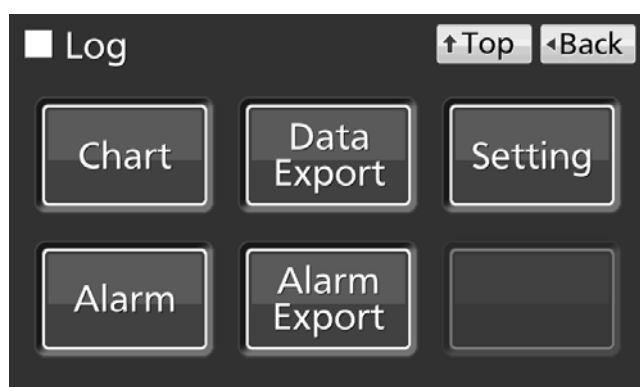 Log
↑Top
◂Back
Chart
Data
Export
Setting
Alarm
Alarm
Export